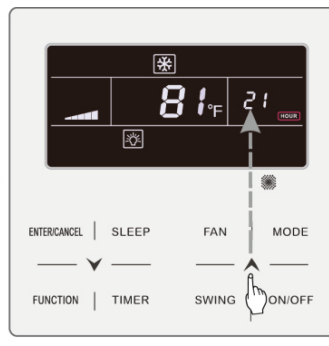 81°F 21 HOUR
ENTER/CANCEL SLEEP FAN MODE
FUNCTION TIMER SWING ON/OFF